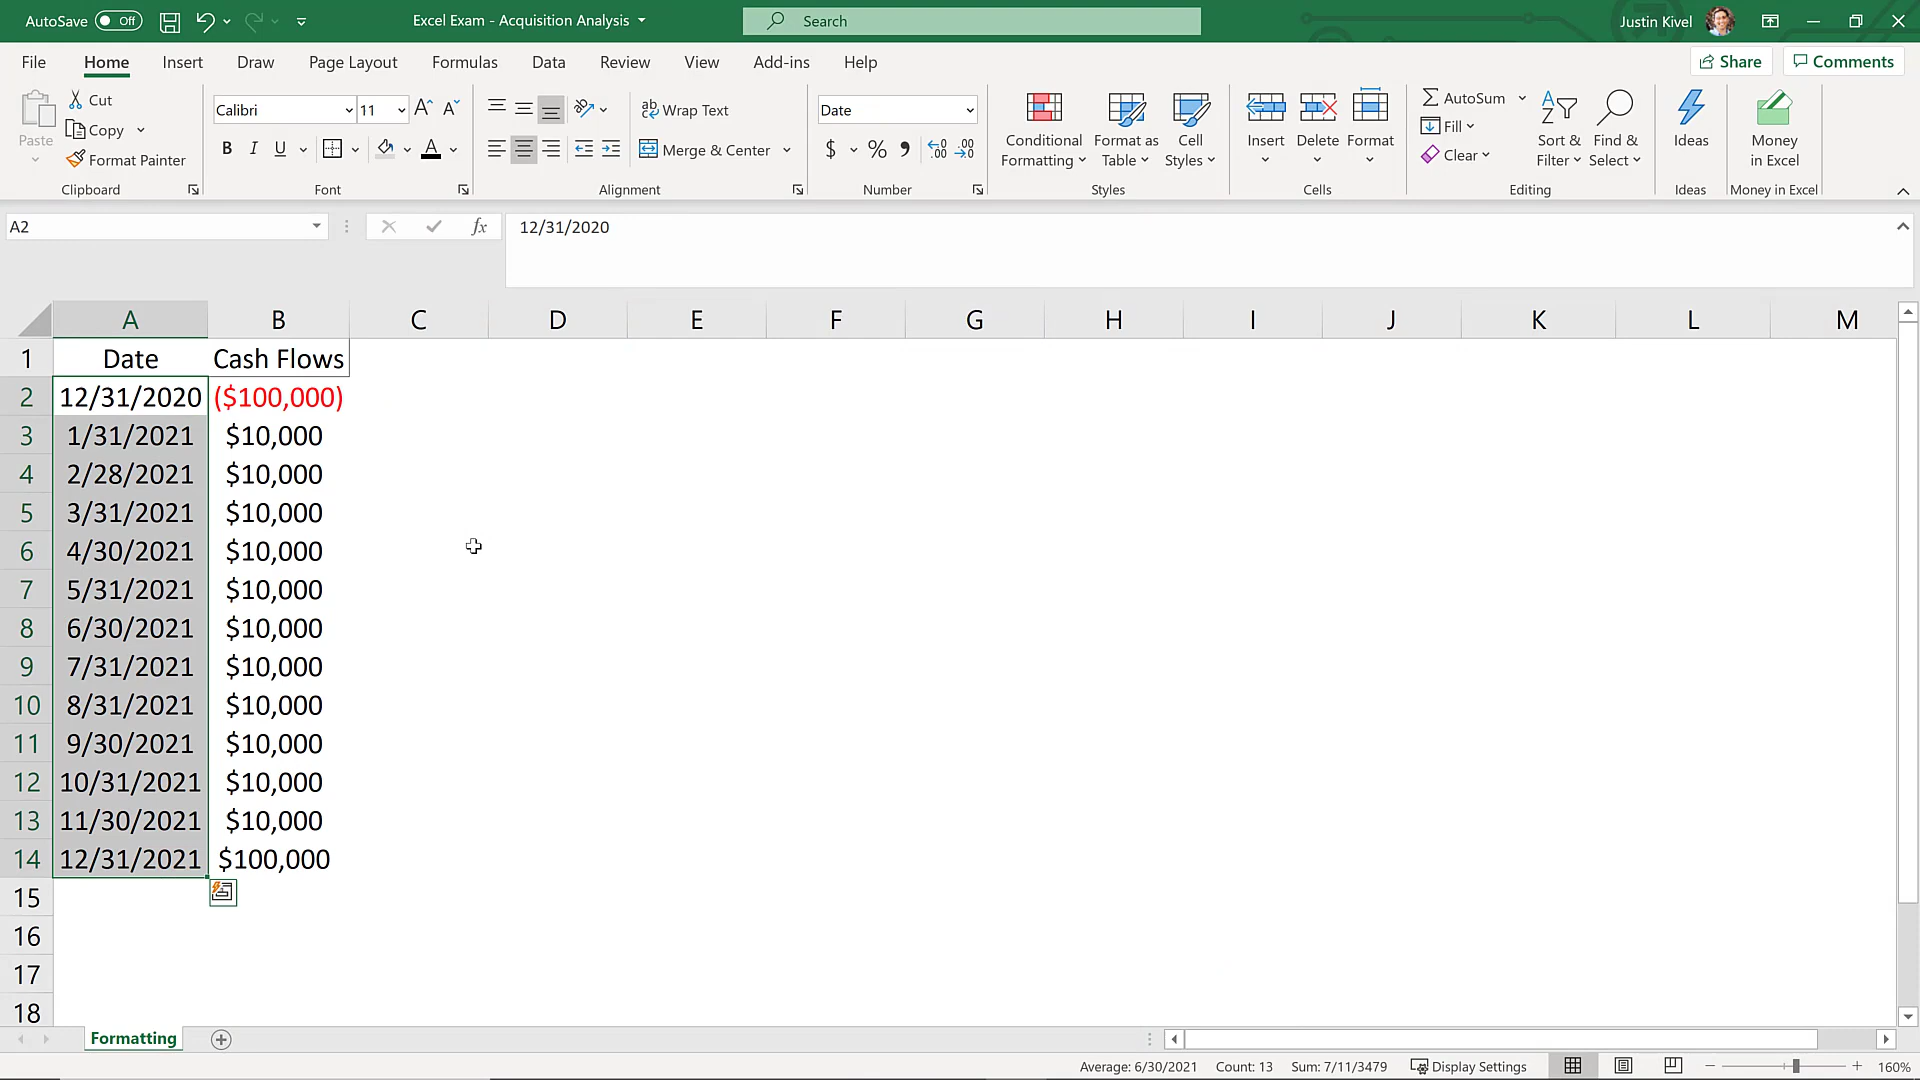 AutoSave Off Excel Exam - Acquisition Analysis Search Justin Kivel
File Home Insert Draw Page Layout Formulas Data Review View Add-ins Help Share Comments
Paste Cut Copy Format Painter Clipboard
Calibri 11 B I U A Font
ab Wrap Text Merge & Center Alignment
Date $ % Number
Conditional Formatting Format as Table Cell Styles Styles
Insert Delete Format Cells
AutoSum Fill Clear Sort & Filter Find & Select Editing
Ideas Ideas
Money in Excel Money in Excel
A2 fx 12/31/2020
A B C D E F G H I J K L M
1 Date Cash Flows
2 12/31/2020 ($100,000)
3 1/31/2021 $10,000
4 2/28/2021 $10,000
5 3/31/2021 $10,000
6 4/30/2021 $10,000
7 5/31/2021 $10,000
8 6/30/2021 $10,000
9 7/31/2021 $10,000
10 8/31/2021 $10,000
11 9/30/2021 $10,000
12 10/31/2021 $10,000
13 11/30/2021 $10,000
14 12/31/2021 $100,000
15
16
17
18
Formatting
Average: 6/30/2021 Count: 13 Sum: 7/11/3479 Display Settings 160%